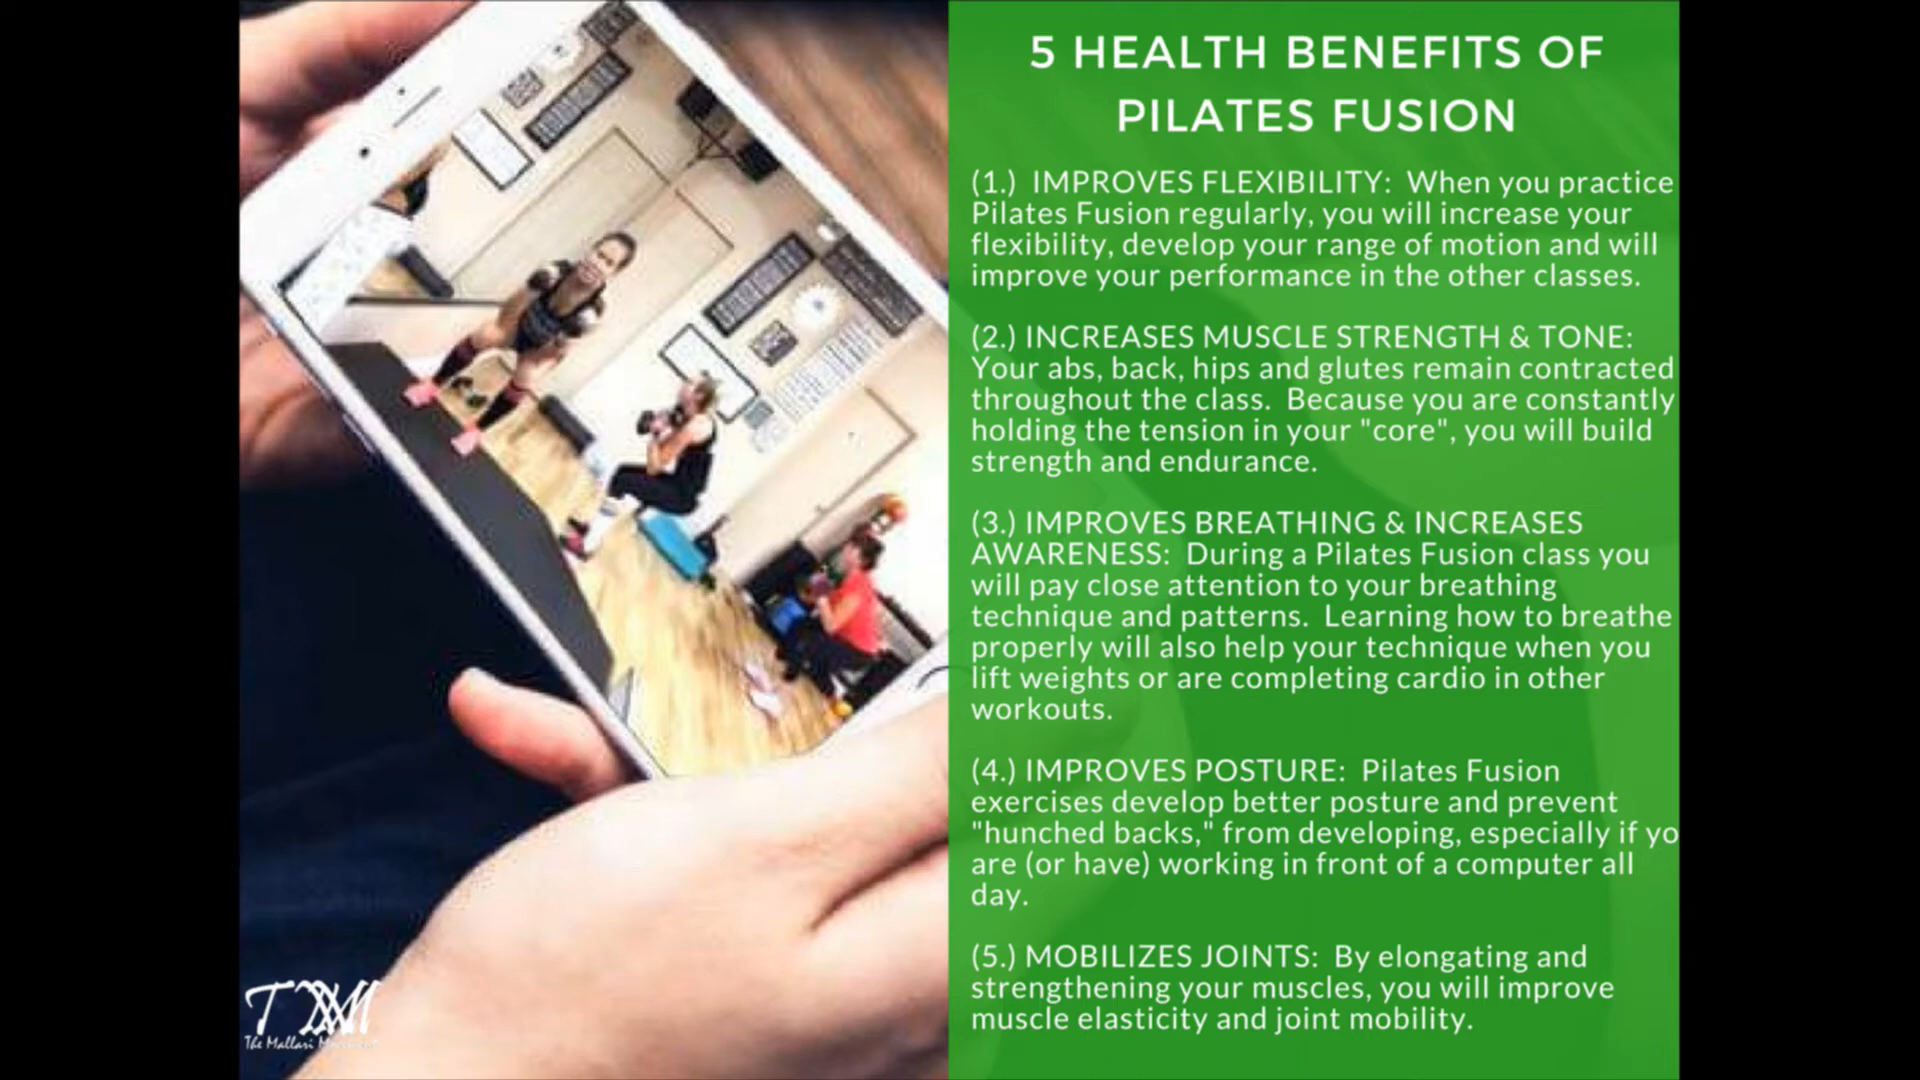 5 HEALTH BENEFITS OF
PILATES FUSION
(1.) IMPROVES FLEXIBILITY: When you practice
Pilates Fusion regularly, you will increase your
flexibility, develop your range of motion and will
improve your performance in the other classes.
(2.) INCREASES MUSCLE STRENGTH & TONE:
Your abs, back, hips and glutes remain contracted
throughout the class. Because you are constantly
holding the tension in your "core", you will build
strength and endurance.
(3.) IMPROVES BREATHING & INCREASES
AWARENESS: During a Pilates Fusion class you
will pay close attention to your breathing
technique and patterns. Learning how to breathe
properly will also help your technique when you
lift weights or are completing cardio in other
workouts.
(4.) IMPROVES POSTURE: Pilates Fusion
exercises develop better posture and prevent
"hunched backs," from developing, especially if yo
are (or have) working in front of a computer all
day.
(5.) MOBILIZES JOINTS: By elongating and
strengthening your muscles, you will improve
muscle elasticity and joint mobility.
The Mallari